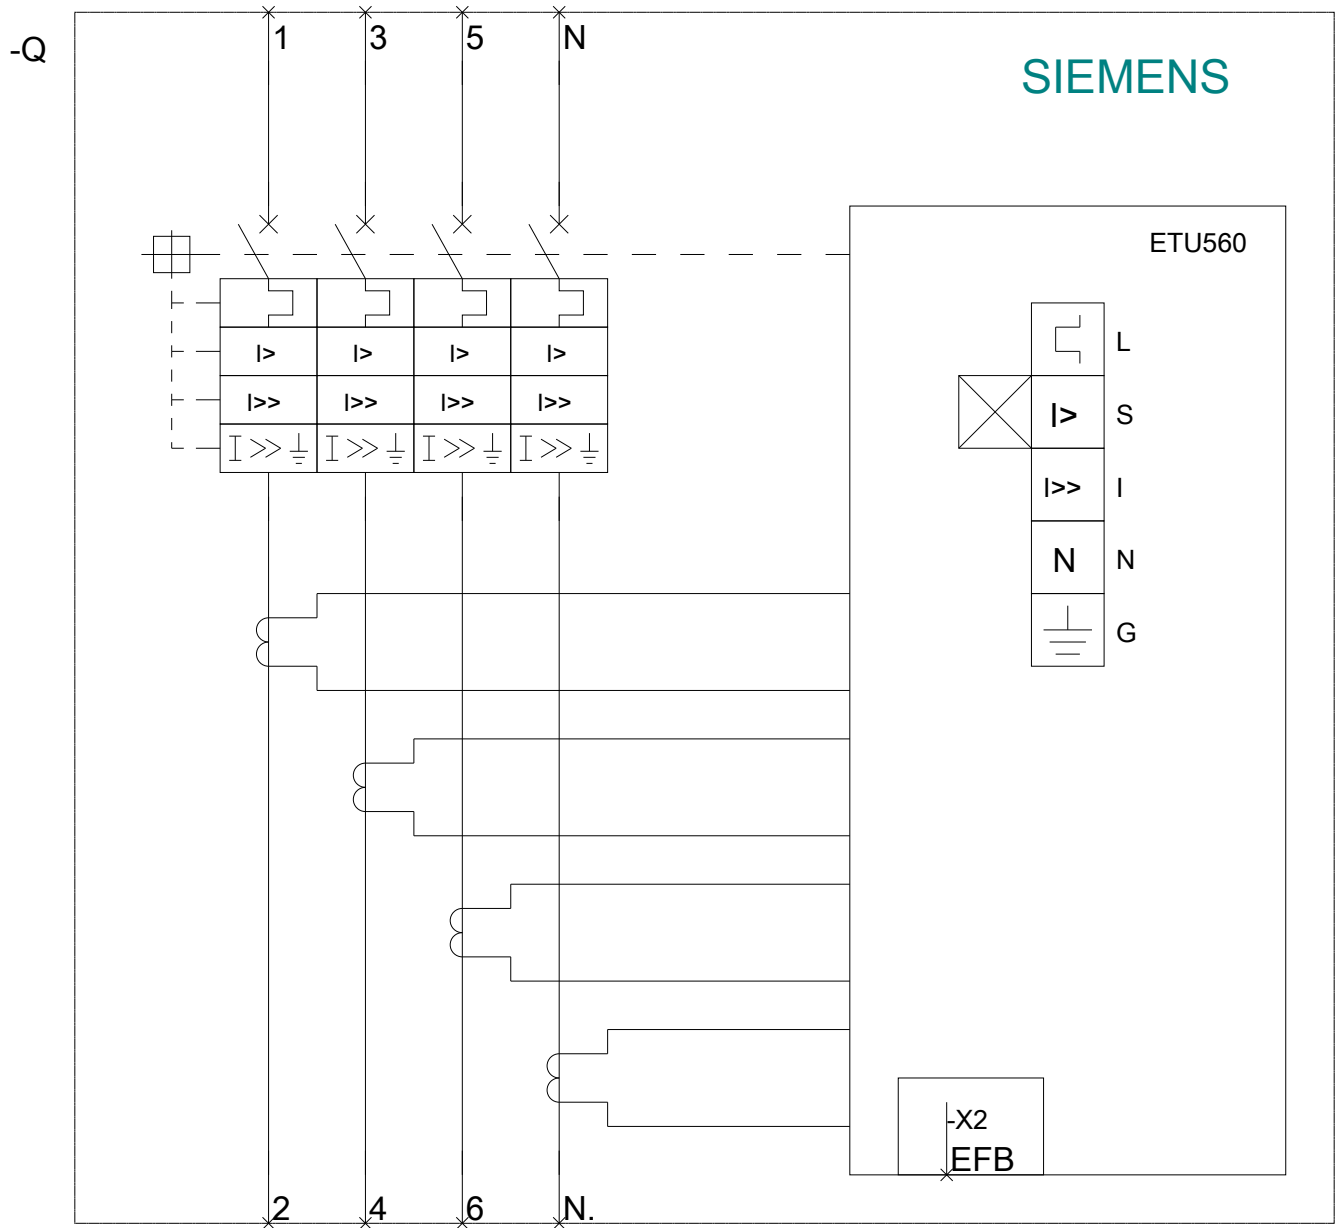 1 3 5 N
-Q
SIEMENS
ETU560
L
I> I> I> I>
I>> I>> I>> I>>
I>> I>> I>> I>>
I> S
I>> I
N N
G
-X2
EFB
2 4 6 N.